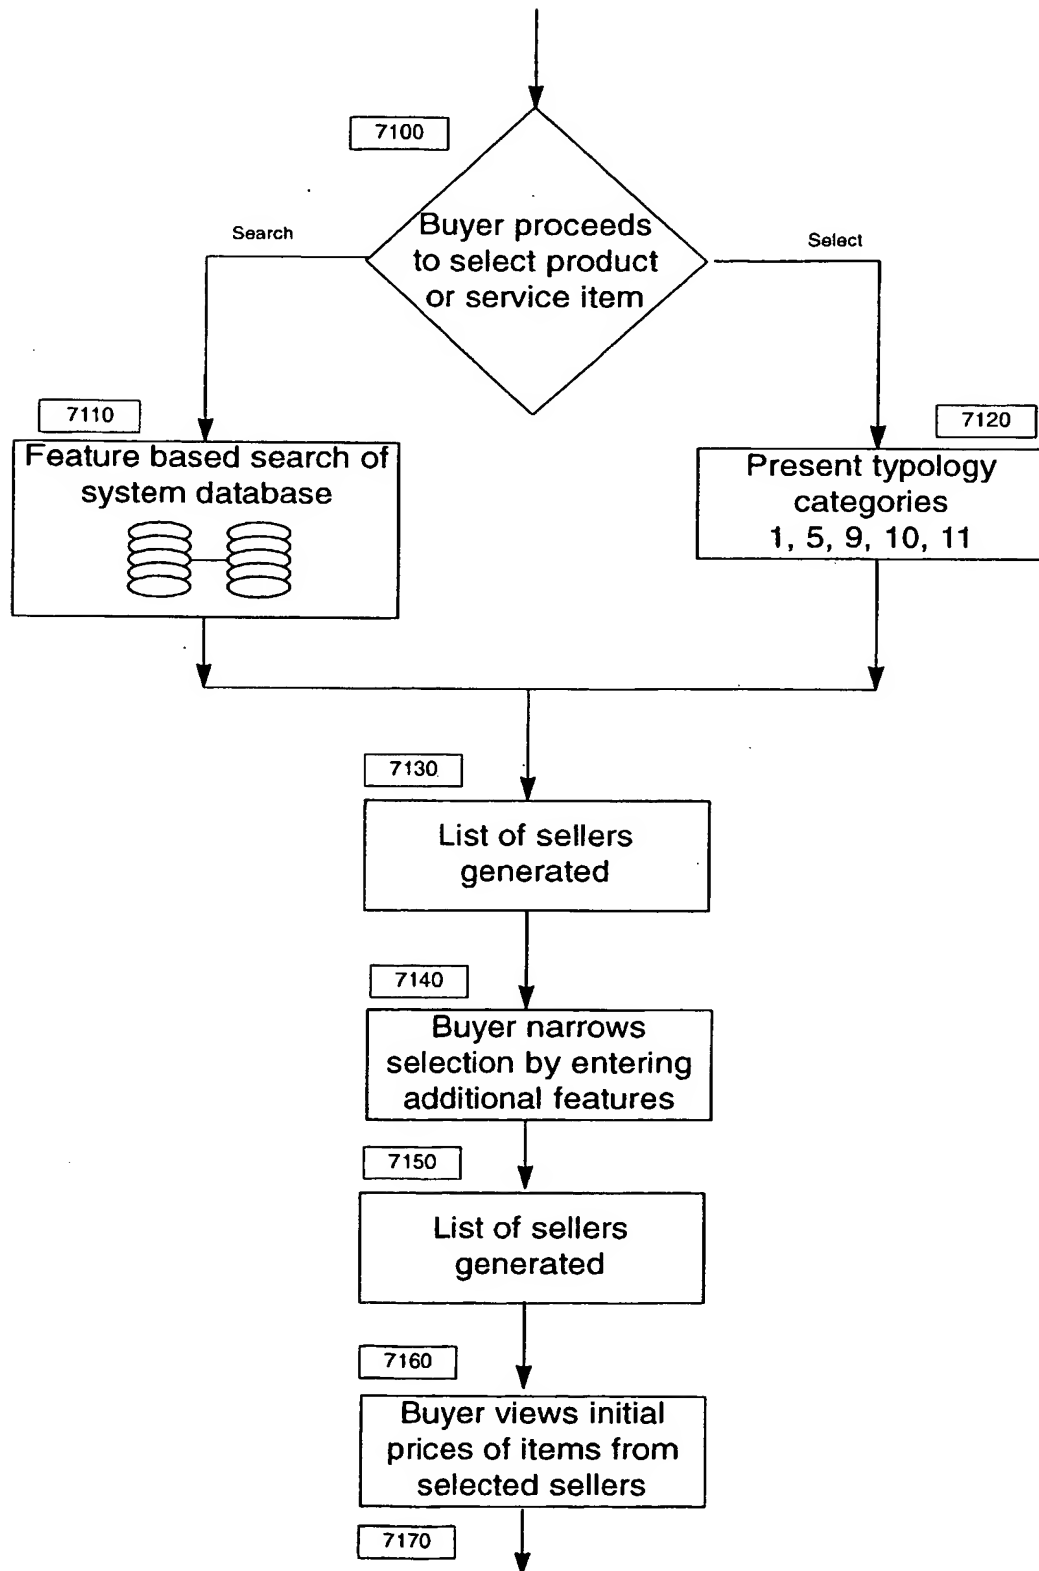 7100
Buyer proceeds
to select product
or service item
Search
Select
7110
Feature based search of
system database
7120
Present typology
categories
1, 5, 9, 10, 11
7130
List of sellers
generated
7140
Buyer narrows
selection by entering
additional features
7150
List of sellers
generated
7160
Buyer views initial
prices of items from
selected sellers
7170